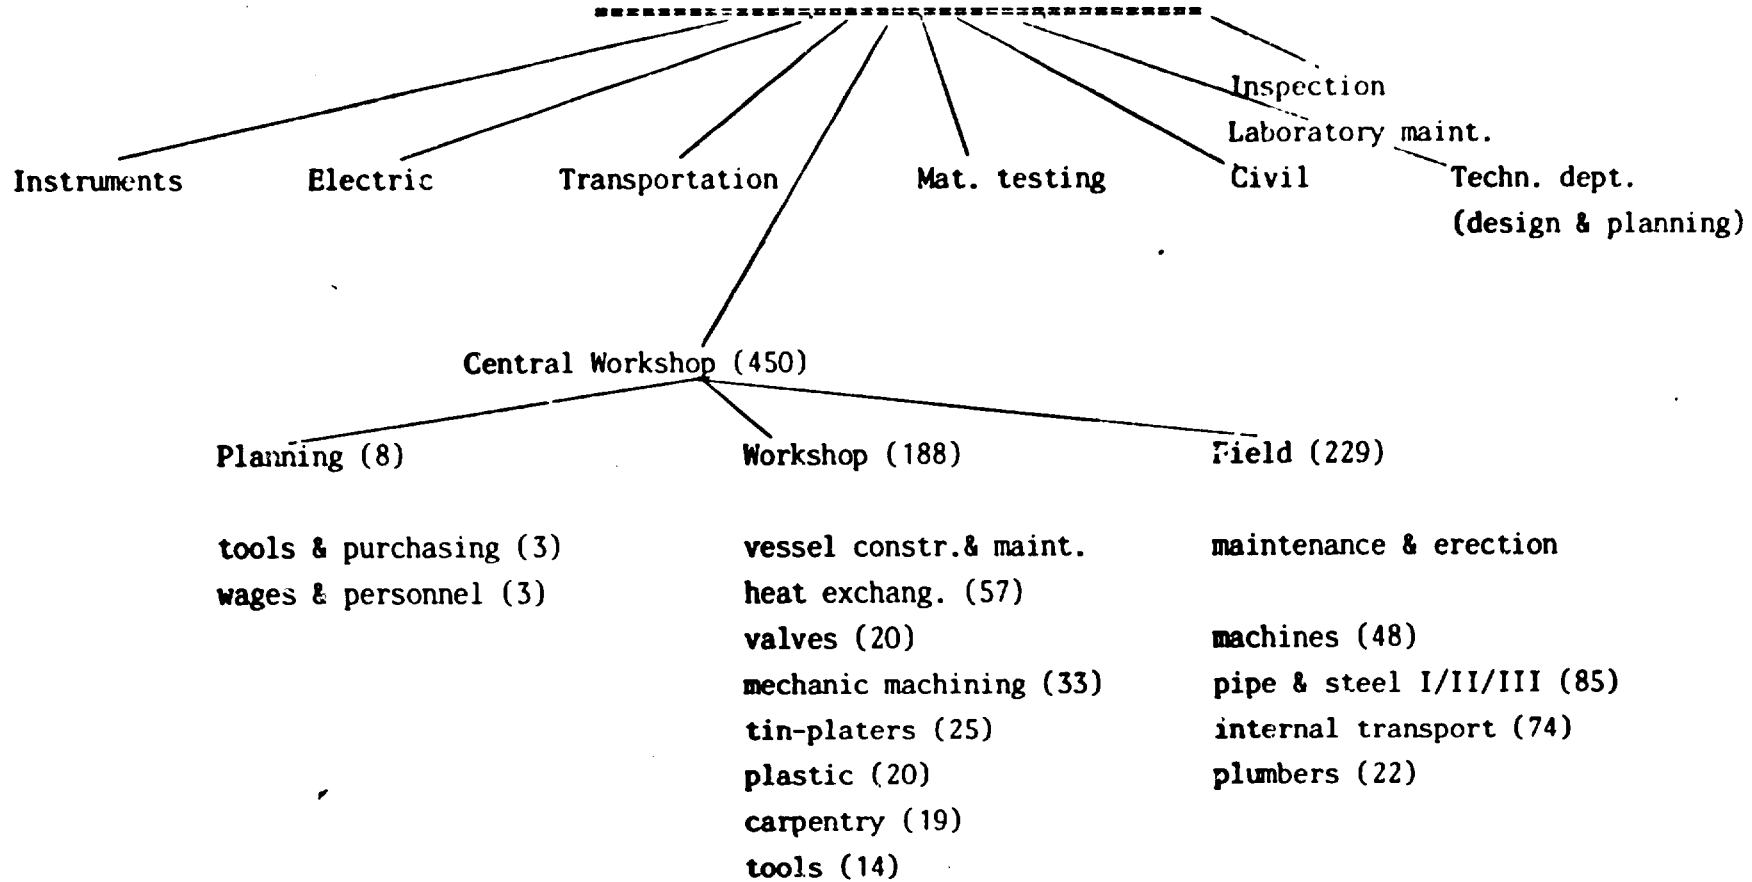 Inspection
Laboratory maint.
Instruments Electric Transportation Mat. testing Civil Techn. dept.
(design & planning)
Central Workshop (450)
Planning (8) Workshop (188) Field (229)
tools & purchasing (3) vessel constr.& maint. maintenance & erection
wages & personnel (3) heat exchang. (57)
valves (20) machines (48)
mechanic machining (33) pipe & steel I/II/III (85)
tin-platers (25) internal transport (74)
plastic (20) plumbers (22)
carpentry (19)
tools (14)